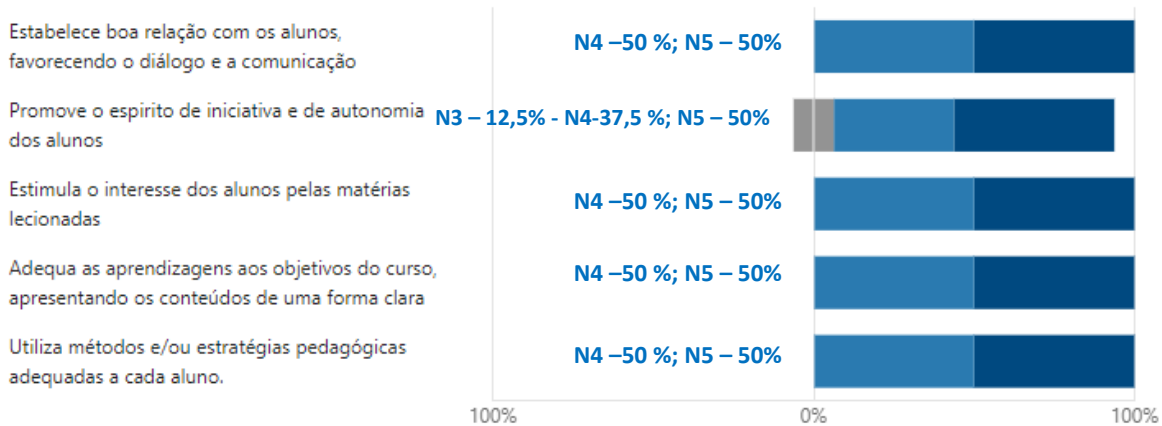 Estabelece boa relação com os alunos,
favorecendo o diálogo e a comunicação
N4 –50 %; N5 – 50%
Promove o espirito de iniciativa e de autonomia
dos alunos
N3 – 12,5% - N4-37,5 %; N5 – 50%
Estimula o interesse dos alunos pelas matérias
lecionadas
N4 –50 %; N5 – 50%
Adequa as aprendizagens aos objetivos do curso,
apresentando os conteúdos de uma forma clara
N4 –50 %; N5 – 50%
Utiliza métodos e/ou estratégias pedagógicas
adequadas a cada aluno.
N4 –50 %; N5 – 50%
100% 0% 100%